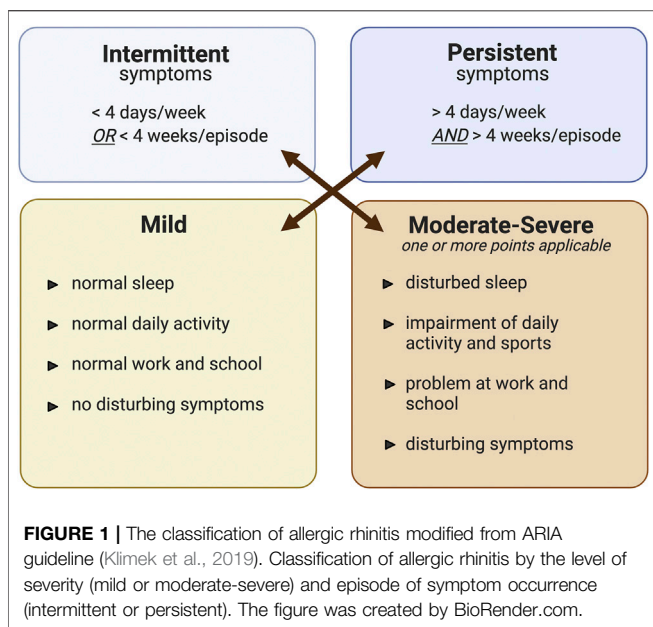 Intermittent
symptoms
< 4 days/week
OR < 4 weeks/episode
Persistent
symptoms
> 4 days/week
AND > 4 weeks/episode
Mild
► normal sleep
► normal daily activity
► normal work and school
► no disturbing symptoms
Moderate-Severe
one or more points applicable
► disturbed sleep
► impairment of daily
activity and sports
► problem at work and
school
► disturbing symptoms
FIGURE 1 | The classification of allergic rhinitis modified from ARIA
guideline (Klimek et al., 2019). Classification of allergic rhinitis by the level of
severity (mild or moderate-severe) and episode of symptom occurrence
(intermittent or persistent). The figure was created by BioRender.com.